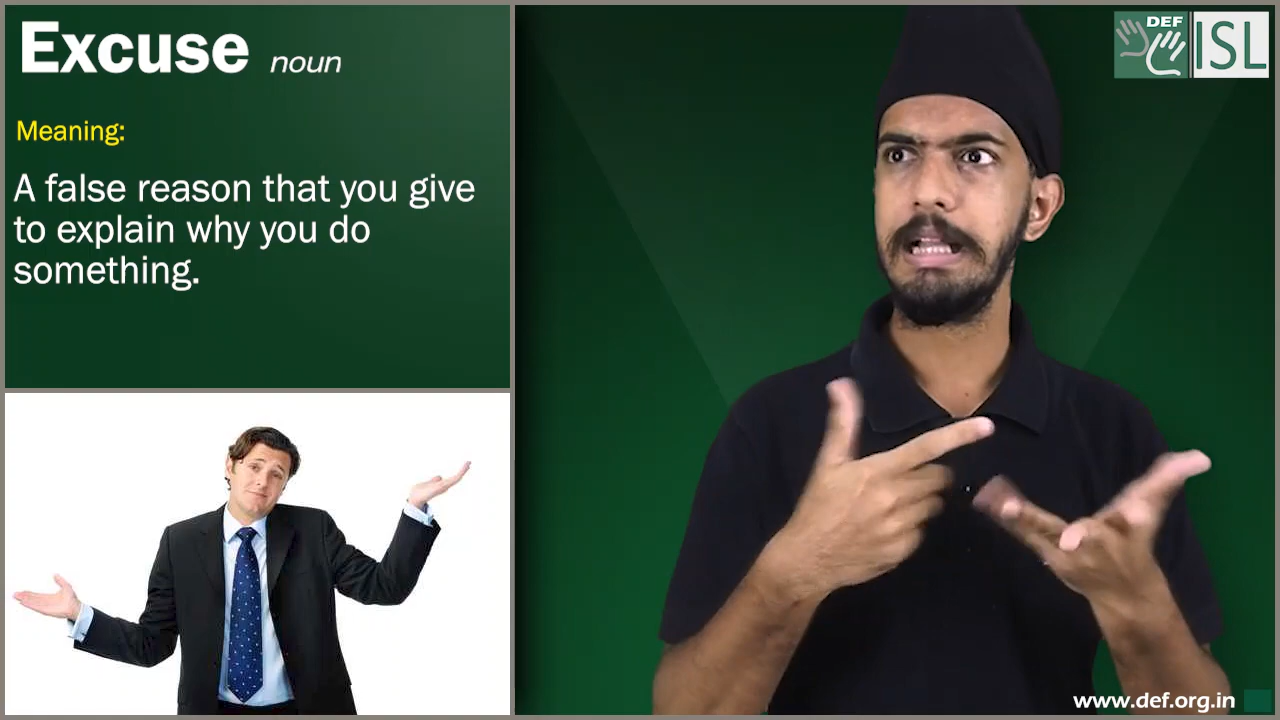 Excuse noun
Meaning:
A false reason that you give
to explain why you do
something.
DEF
ISL
www.def.org.in